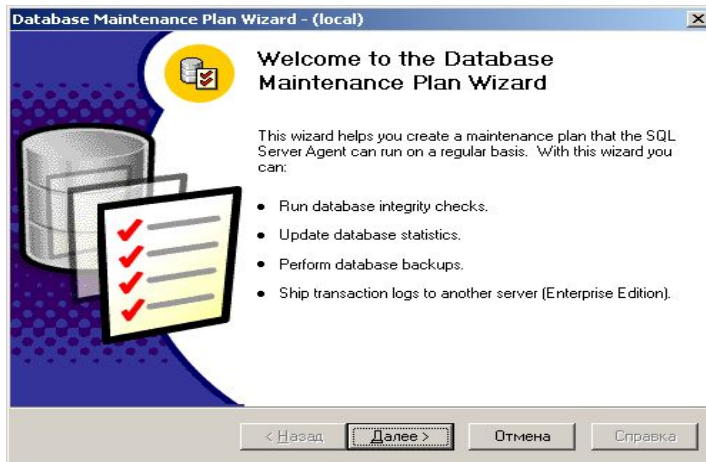 Database Maintenance Plan Wizard - (local)
Welcome to the Database
Maintenance Plan Wizard
This wizard helps you create a maintenance plan that the SQL
Server Agent can run on a regular basis. With this wizard you
can:
• Run database integrity checks.
• Update database statistics.
• Perform database backups.
• Ship transaction logs to another server (Enterprise Edition).
< Назад Далее > Отмена Справка